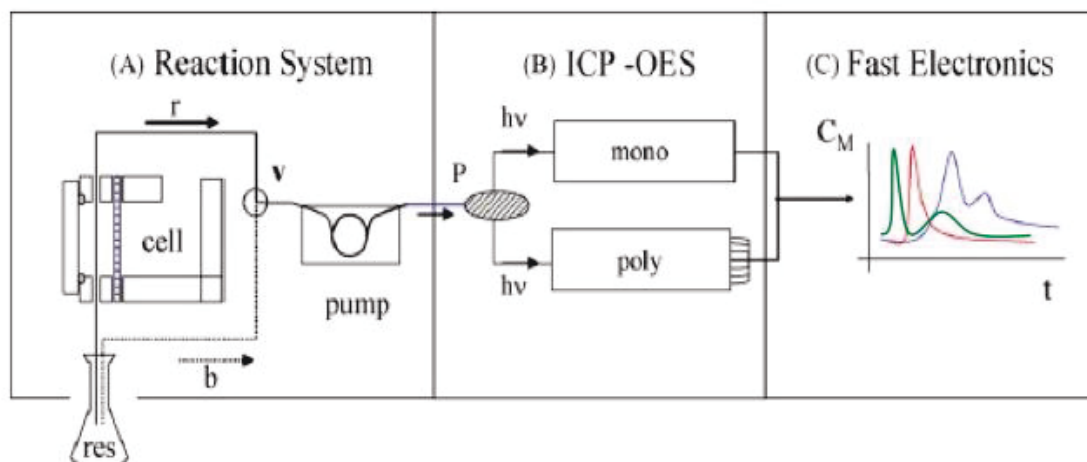 (A) Reaction System
(B) ICP -OES
(C) Fast Electronics
r
v
cell
pump
b
res
P
hν
mono
hν
poly
C_M
t